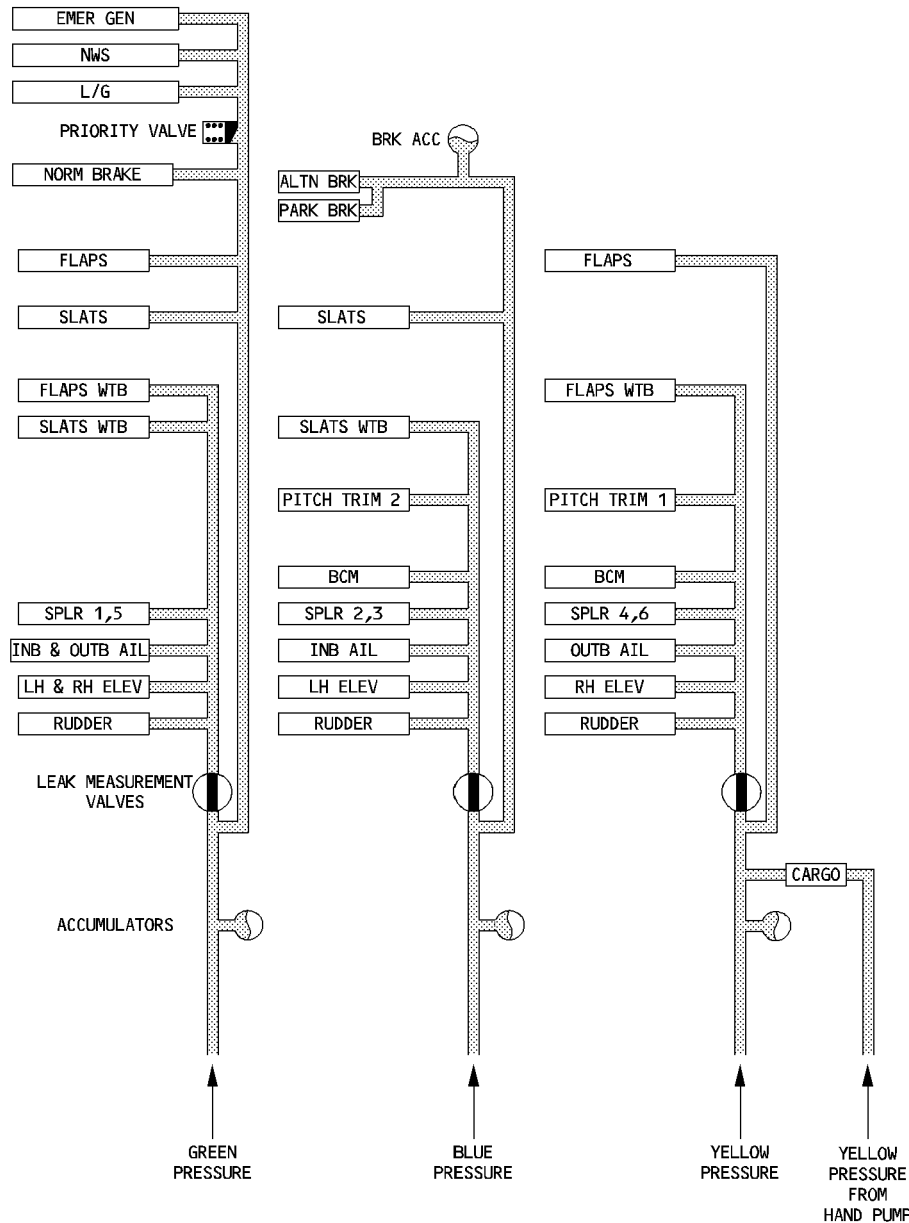 EMER GEN
NWS
L/G
PRIORITY VALVE
NORM BRAKE
FLAPS
SLATS
FLAPS WTB
SLATS WTB
SPLR 1,5
INB & OUTB AIL
LH & RH ELEV
RUDDER
LEAK MEASUREMENT
VALVES
ACCUMULATORS
GREEN
PRESSURE
BRK ACC
ALTN BRK
PARK BRK
SLATS
SLATS WTB
PITCH TRIM 2
BCM
SPLR 2,3
INB AIL
LH ELEV
RUDDER
BLUE
PRESSURE
FLAPS
FLAPS WTB
PITCH TRIM 1
BCM
SPLR 4,6
OUTB AIL
RH ELEV
RUDDER
CARGO
YELLOW
PRESSURE
YELLOW
PRESSURE
FROM
HAND PUMP